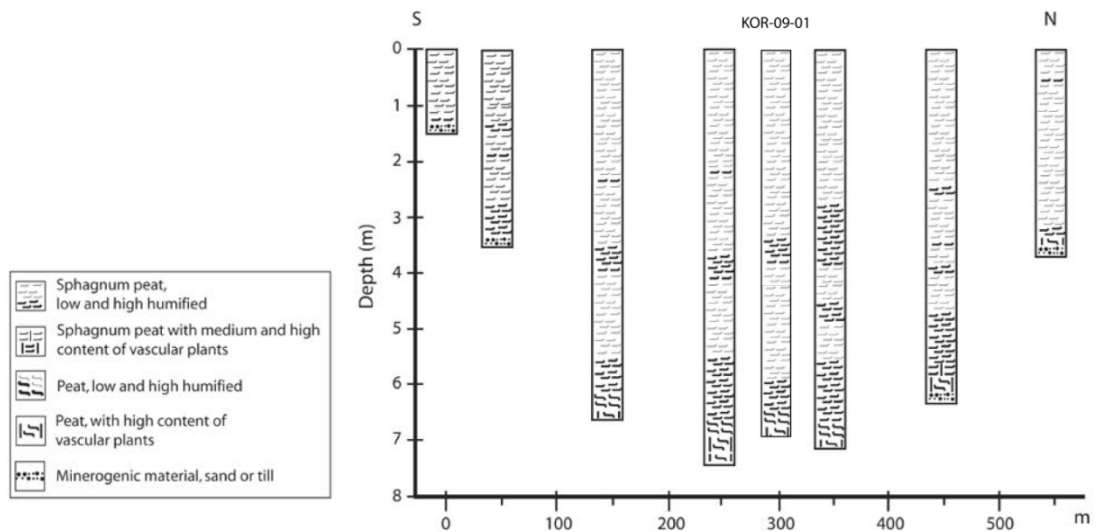 S
KOR-09-01
N
0
1
2
3
4
5
6
7
8
Depth (m)
0
100
200
300
400
500
m
Sphagnum peat,
low and high humified
Sphagnum peat with medium and high
content of vascular plants
Peat, low and high humified
Peat, with high content of
vascular plants
Minerogenic material, sand or till